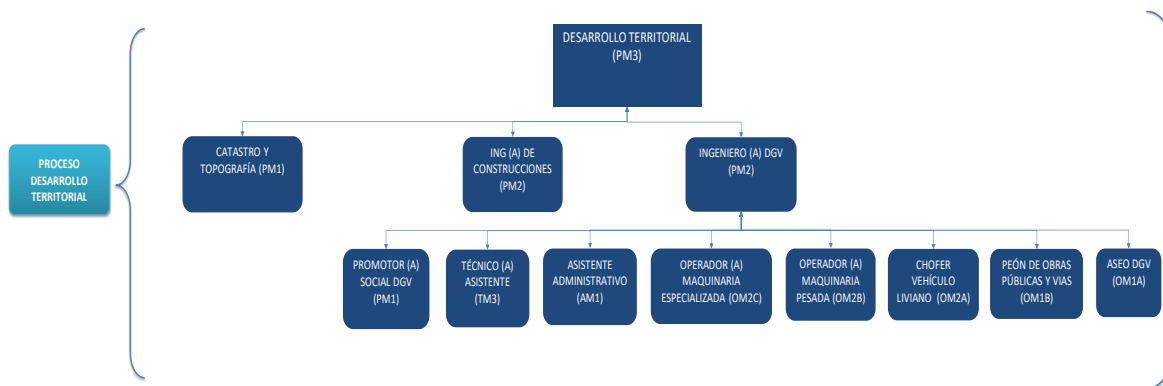 DESARROLLO TERRITORIAL
(PM3)
CATASTRO Y
TOPOGRAFÍA (PM1)
ING (A) DE
CONSTRUCCIONES
(PM2)
INGENIERO (A) DGV
(PM2)
PROCESO
DESARROLLO
TERRITORIAL
PROMOTOR (A)
SOCIAL DGV
(PM1)
TÉCNICO (A)
ASISTENTE
(TM3)
ASISTENTE
ADMINISTRATIVO
(AM1)
OPERADOR (A)
MAQUINARIA
ESPECIALIZADA (OM2C)
OPERADOR (A)
MAQUINARIA
PESADA (OM2B)
CHOFER
VEHÍCULO
LIVIANO (OM2A)
PEÓN DE OBRAS
PÚBLICAS Y VIAS
(OM1B)
ASEO DGV
(OM1A)